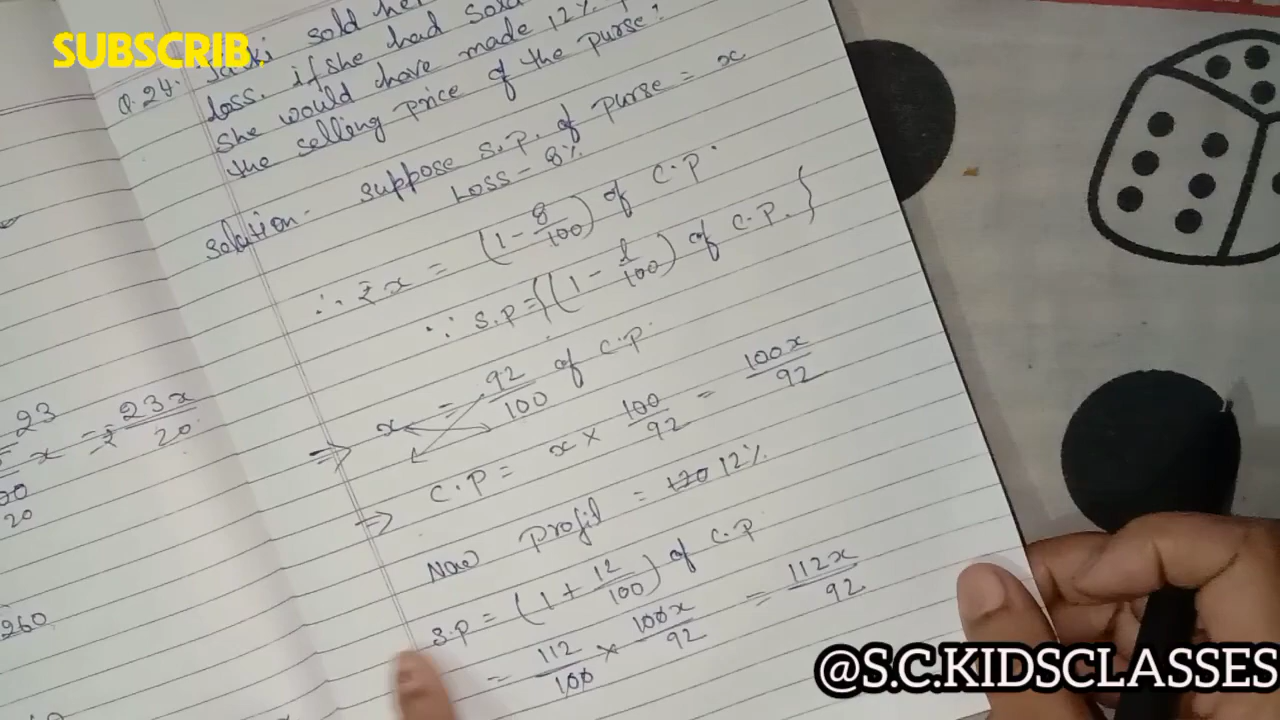 SUBSCRIB.
sold
Q.24. loss. if she had sold
she would have made 12%
the selling price of the purse?
Solation. suppose S.P. of purse = x
Loss - 8%
∴ ₹ x = (1 - 8/100) of C.P.
∵ S.P = {(1 - l/100) of C.P. }
⇒ x = 92/100 of C.P.
⇒ C.P = x × 100/92 = 100x/92
Now profit = 12%
S.P = (1 + 12/100) of C.P
= 112/100 × 100x/92 = 112x/92
23
x = ₹ 23x/20
20
260
@S.C.KIDSCLASSES